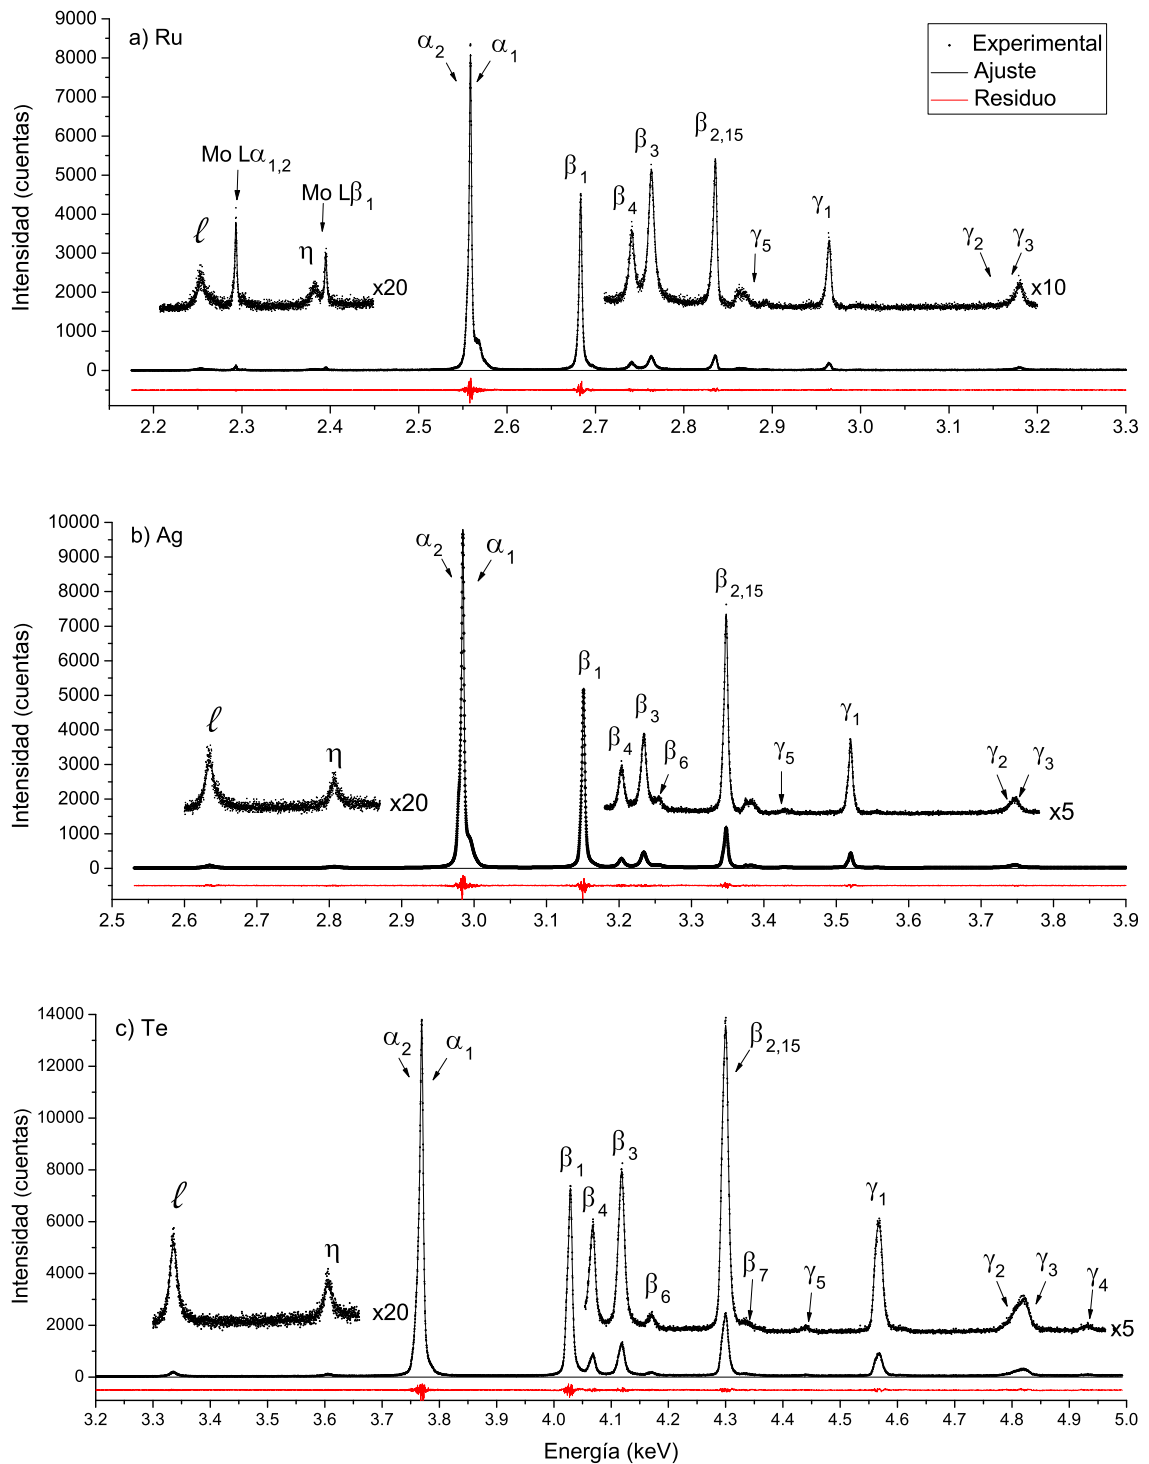 a) Ru
Experimental
Ajuste
Residuo
Intensidad (cuentas)
9000
8000
7000
6000
5000
4000
3000
2000
1000
0
α2 α1
Mo Lα1,2
Mo Lβ1
ℓ
η
x20
β1
β4
β3
β2,15
γ5
γ1
γ2
γ3
x10
2.2 2.3 2.4 2.5 2.6 2.7 2.8 2.9 3.0 3.1 3.2 3.3
b) Ag
Intensidad (cuentas)
10000
9000
8000
7000
6000
5000
4000
3000
2000
1000
0
α2 α1
ℓ
η
x20
β1
β4
β3
β6
β2,15
γ5
γ1
γ2
γ3
x5
2.5 2.6 2.7 2.8 2.9 3.0 3.1 3.2 3.3 3.4 3.5 3.6 3.7 3.8 3.9
c) Te
Intensidad (cuentas)
14000
12000
10000
8000
6000
4000
2000
0
α2 α1
ℓ
η
x20
β1
β4
β3
β6
β2,15
β7
γ5
γ1
γ2
γ3
γ4
x5
3.2 3.3 3.4 3.5 3.6 3.7 3.8 3.9 4.0 4.1 4.2 4.3 4.4 4.5 4.6 4.7 4.8 4.9 5.0
Energía (keV)